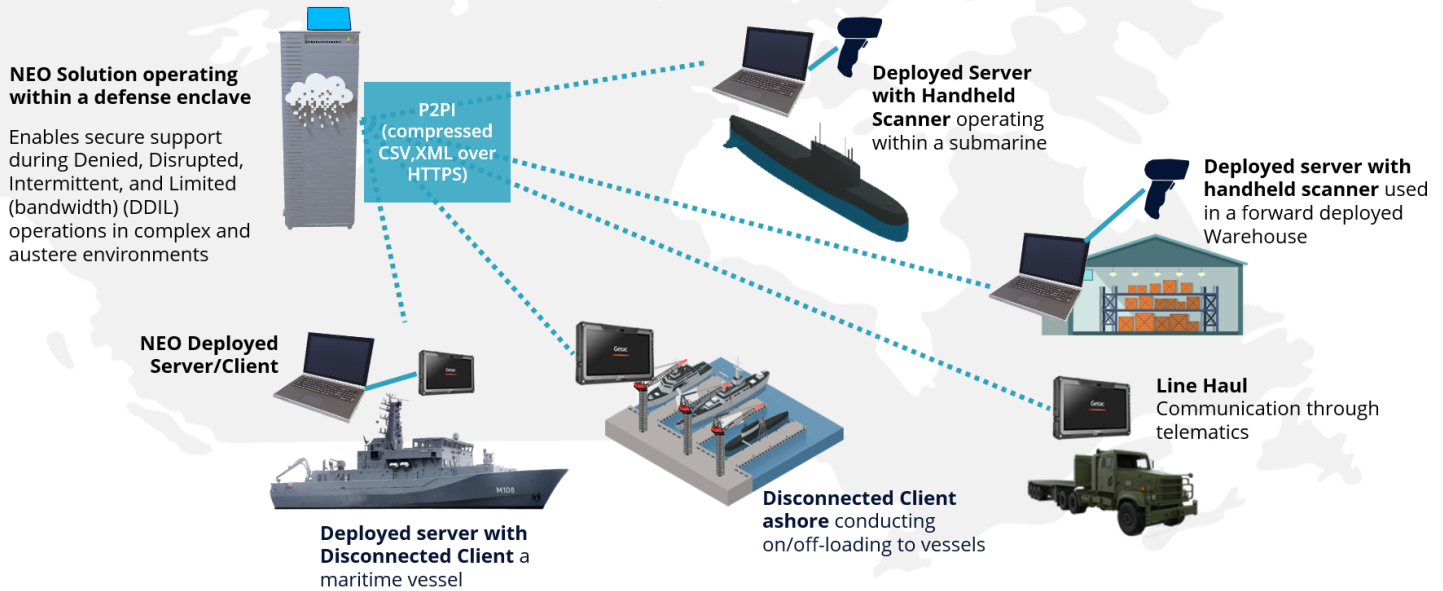 NEO Solution operating
within a defense enclave
Enables secure support
during Denied, Disrupted,
Intermittent, and Limited
(bandwidth) (DDIL)
operations in complex and
austere environments
P2PI
(compressed
CSV,XML over
HTTPS)
Deployed Server
with Handheld
Scanner operating
within a submarine
Deployed server with
handheld scanner used
in a forward deployed
Warehouse
NEO Deployed
Server/Client
Getac
Getac
Getac
Line Haul
Communication through
telematics
M108
Deployed server with
Disconnected Client a
maritime vessel
Disconnected Client
ashore conducting
on/off-loading to vessels